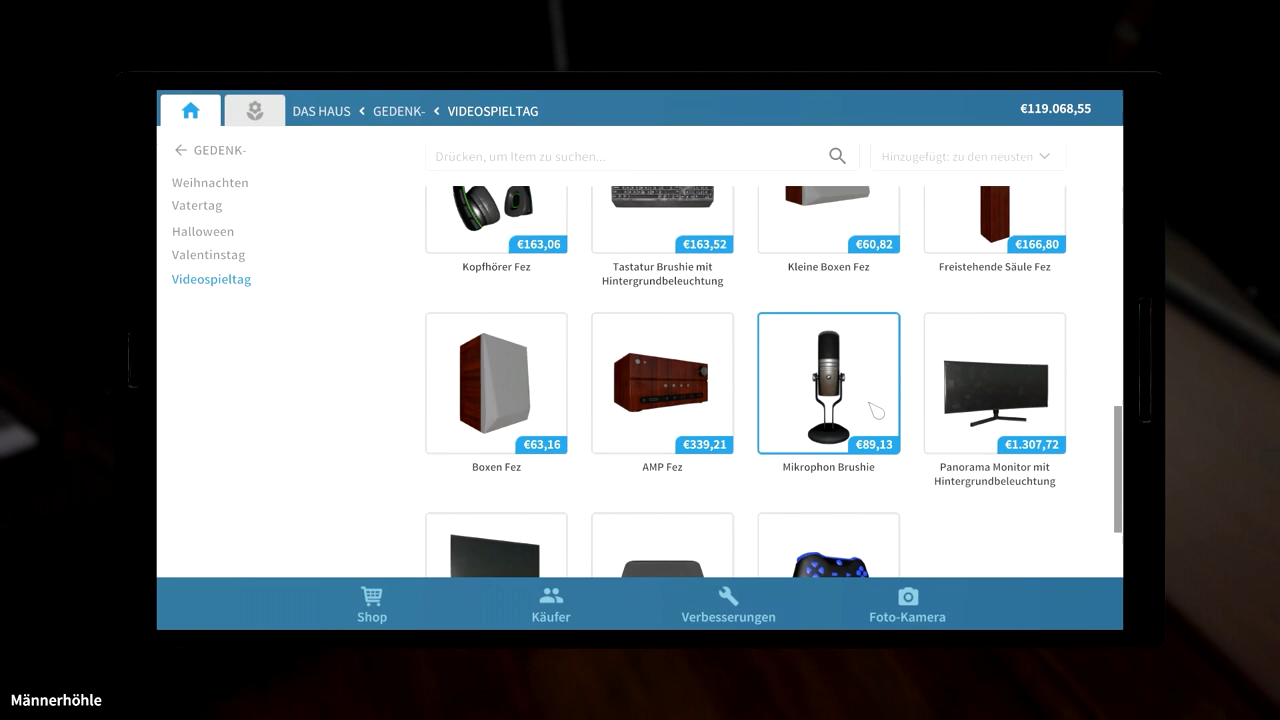 DAS HAUS
GEDENK-
VIDEOSPIELTAG
€119.068,55
GEDENK-
Drücken, um Item zu suchen...
Hinzugefügt: zu den neusten
Weihnachten
Vatertag
Halloween
Valentinstag
Videospieltag
€163,06
€163,52
€60,82
€166,80
Kopfhörer Fez
Tastatur Brushie mit
Hintergrundbeleuchtung
Kleine Boxen Fez
Freistehende Säule Fez
€63,16
€339,21
€89,13
€1.307,72
Boxen Fez
AMP Fez
Mikrophon Brushie
Panorama Monitor mit
Hintergrundbeleuchtung
Shop
Käufer
Verbesserungen
Foto-Kamera
Männerhöhle